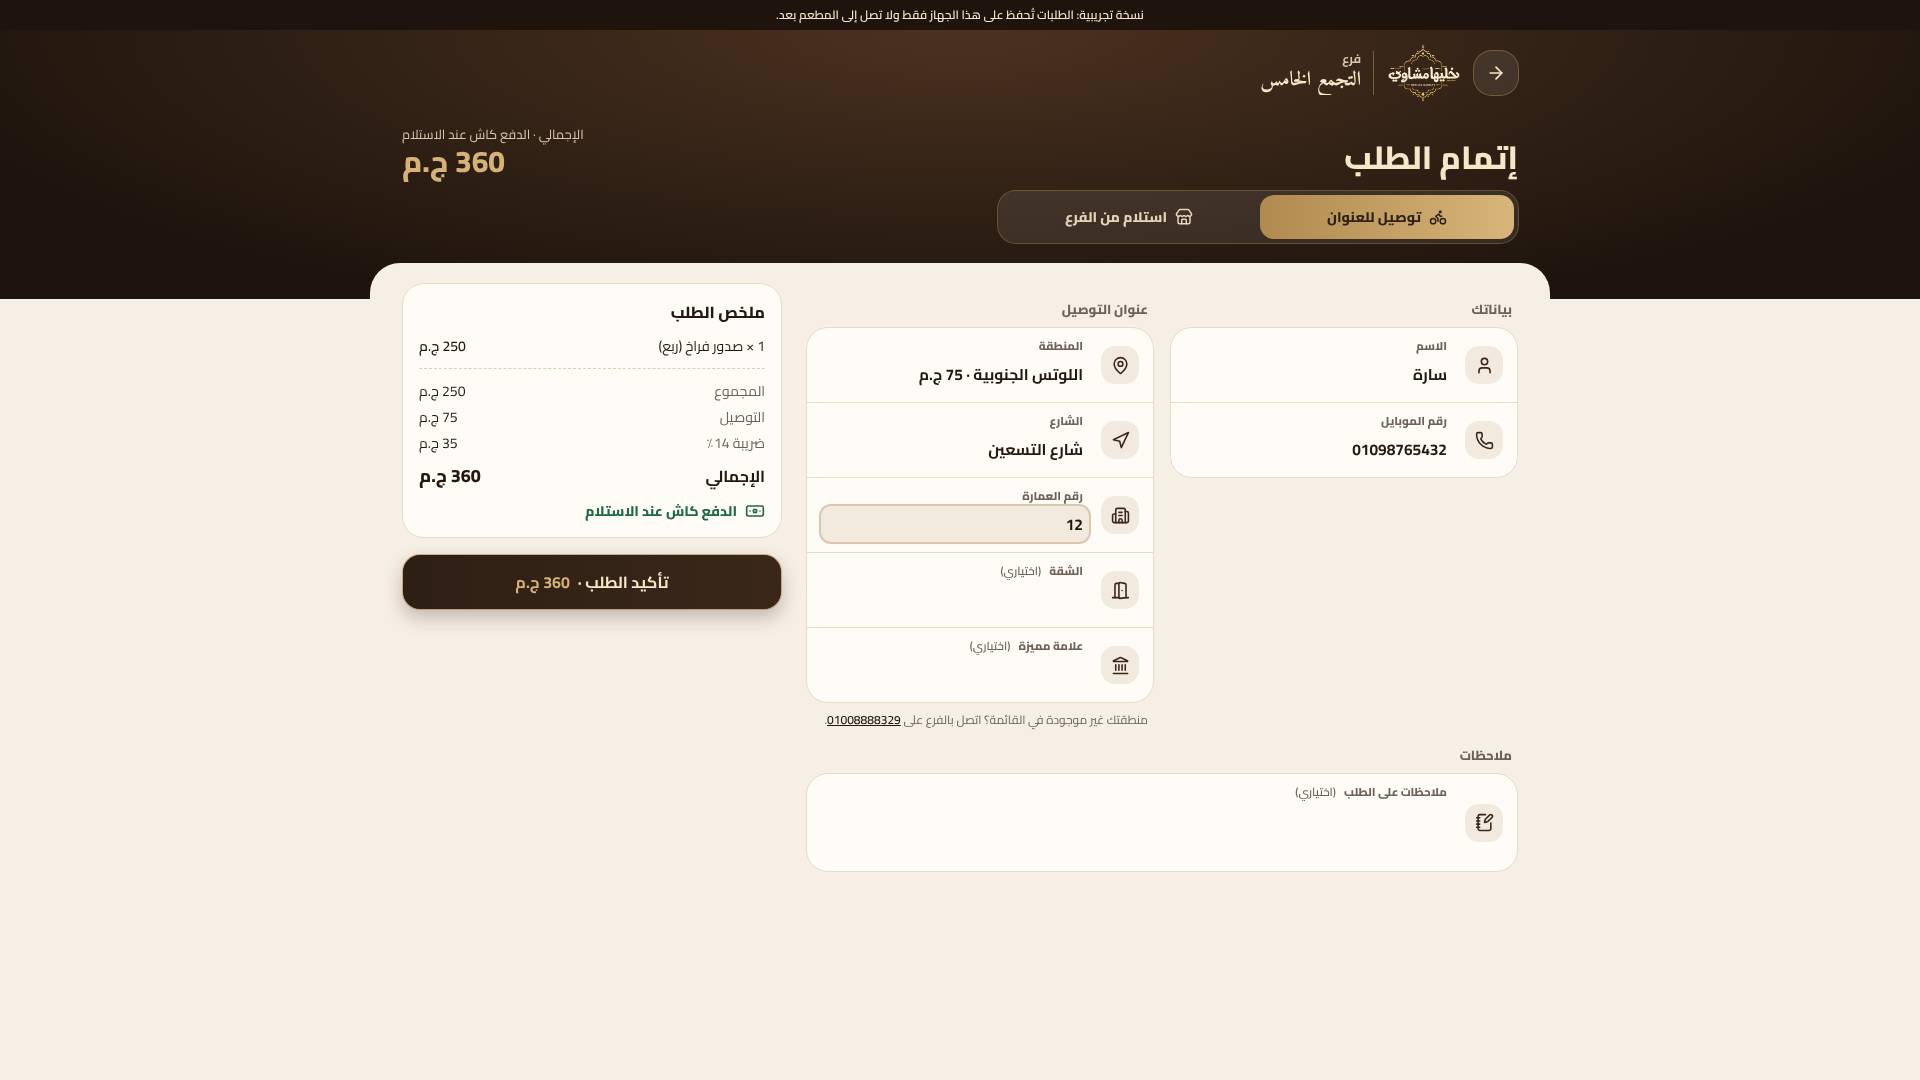 نسخة تجريبية: الطلبات تُحفظ على هذا الجهاز فقط ولا تصل إلى المطعم بعد.
خليها مشاوي
فرع
التجمع الخامس
إتمام الطلب
الإجمالي · الدفع كاش عند الاستلام
360 ج.م
توصيل للعنوان
استلام من الفرع
بياناتك
الاسم
سارة
رقم الموبايل
01098765432
عنوان التوصيل
المنطقة
اللوتس الجنوبية · 75 ج.م
الشارع
شارع التسعين
رقم العمارة
12
الشقة (اختياري)
علامة مميزة (اختياري)
منطقتك غير موجودة في القائمة؟ اتصل بالفرع على 01008888329.
ملاحظات
ملاحظات على الطلب (اختياري)
ملخص الطلب
1 × صدور فراخ (ربع) 250 ج.م
المجموع 250 ج.م
التوصيل 75 ج.م
ضريبة 14٪ 35 ج.م
الإجمالي 360 ج.م
الدفع كاش عند الاستلام
تأكيد الطلب · 360 ج.م